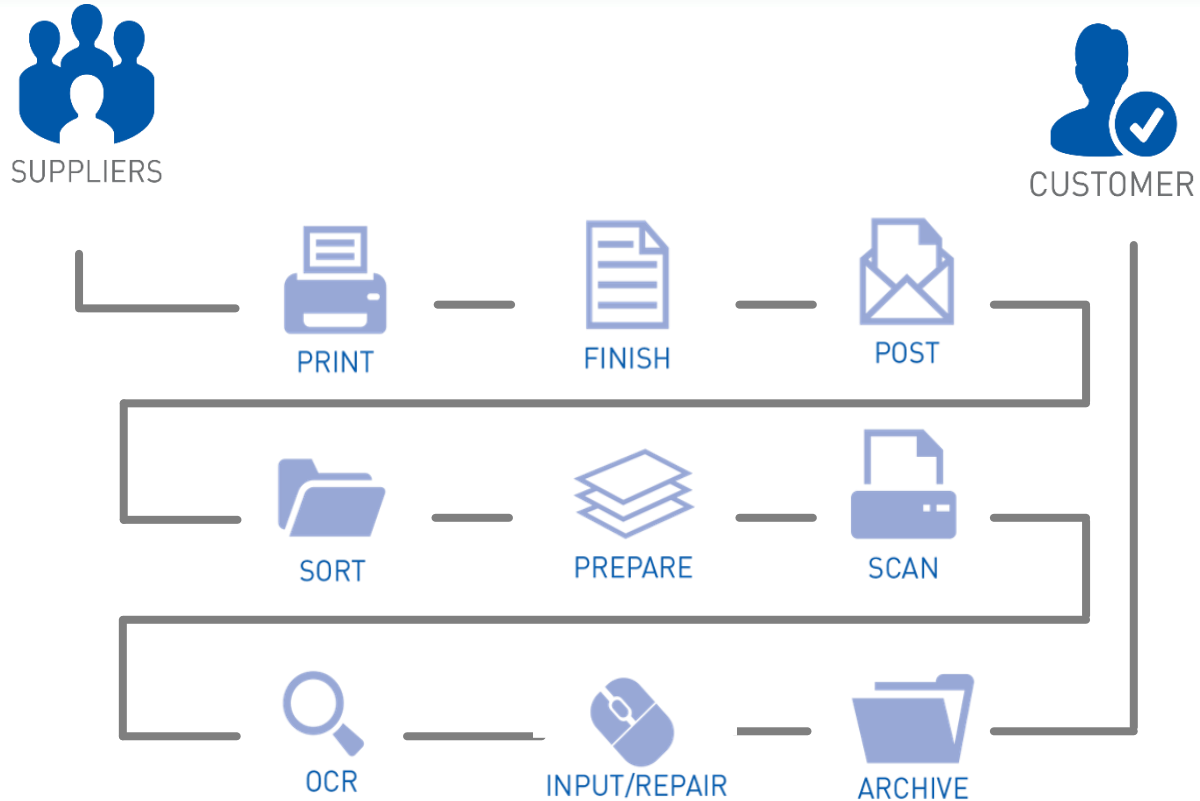 SUPPLIERS
CUSTOMER
PRINT
FINISH
POST
SORT
PREPARE
SCAN
OCR
INPUT/REPAIR
ARCHIVE